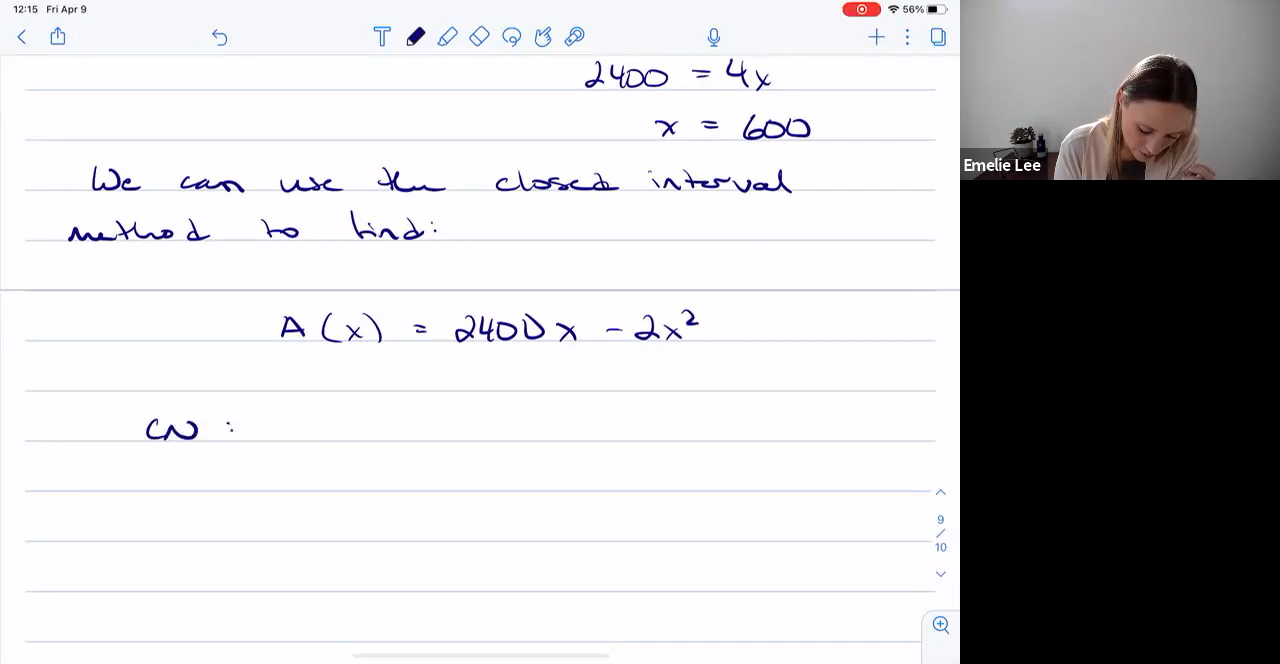 12:15 Fri Apr 9
56%
2400 = 4x
x = 600
We can use the closed interval
method to find:
A(x) = 2400x - 2x²
CN :
9
/
10
Emelie Lee